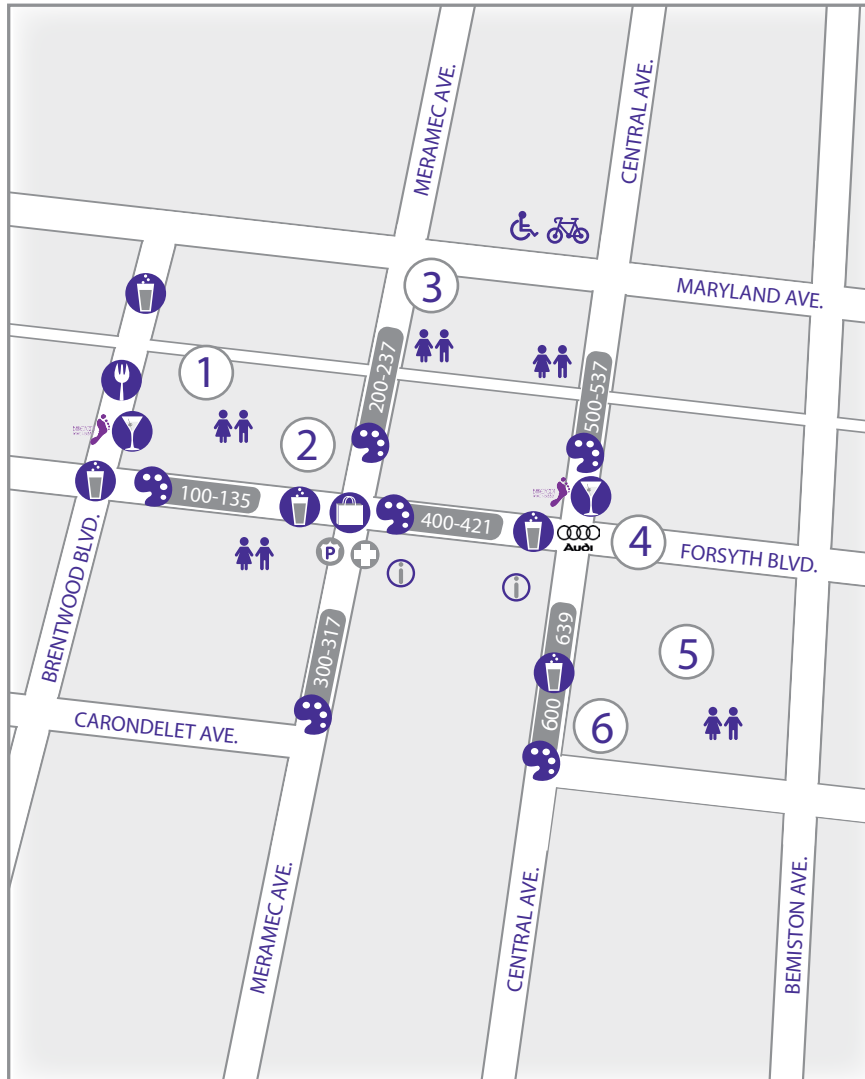 MERAMEC AVE.
CENTRAL AVE.
MARYLAND AVE.
3
1
200-237
500-537
2
100-135
400-421
Audi
4
FORSYTH BLVD.
P
i
i
BRENTWOOD BLVD.
300-317
639
600
5
6
CARONDELET AVE.
MERAMEC AVE.
CENTRAL AVE.
BEMISTON AVE.